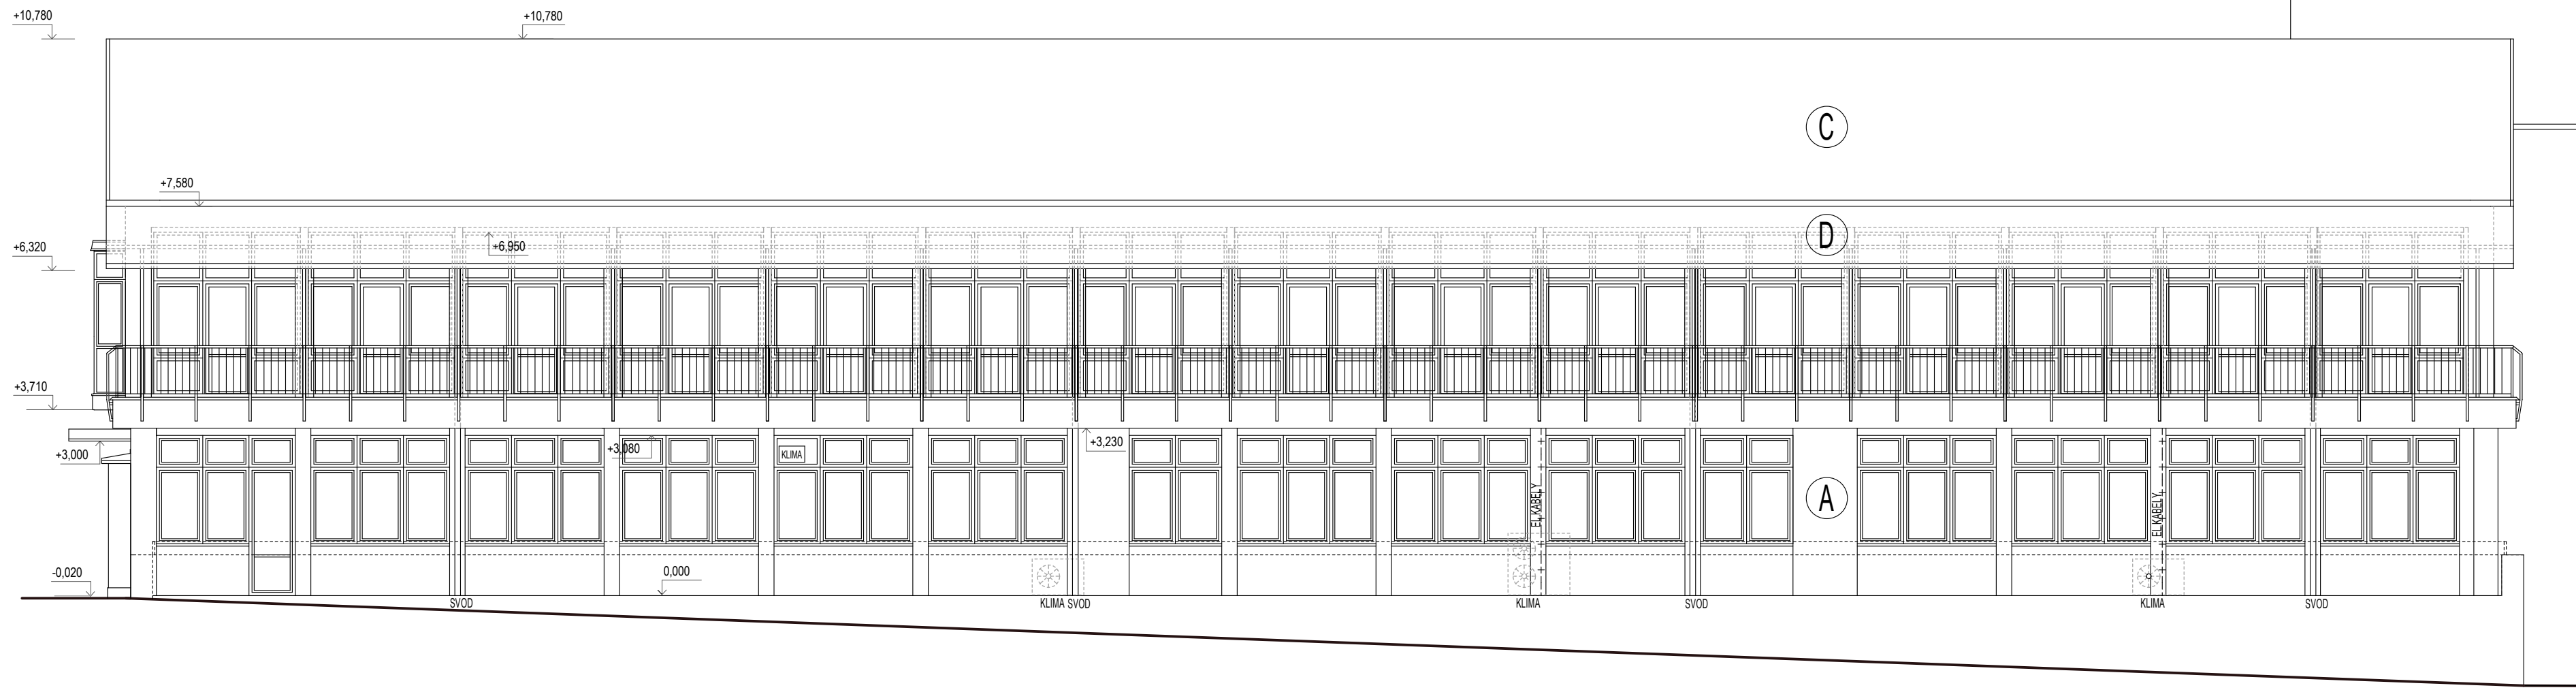 +10,780
+10,780
C
+7,580
D
+6,320
+6,950
+3,710
+3,000
+3,080
KLIMA
+3,230
EL KABELY
A
EL KABELY
-0,020
0,000
SVOD
KLIMA SVOD
KLIMA
SVOD
KLIMA
SVOD